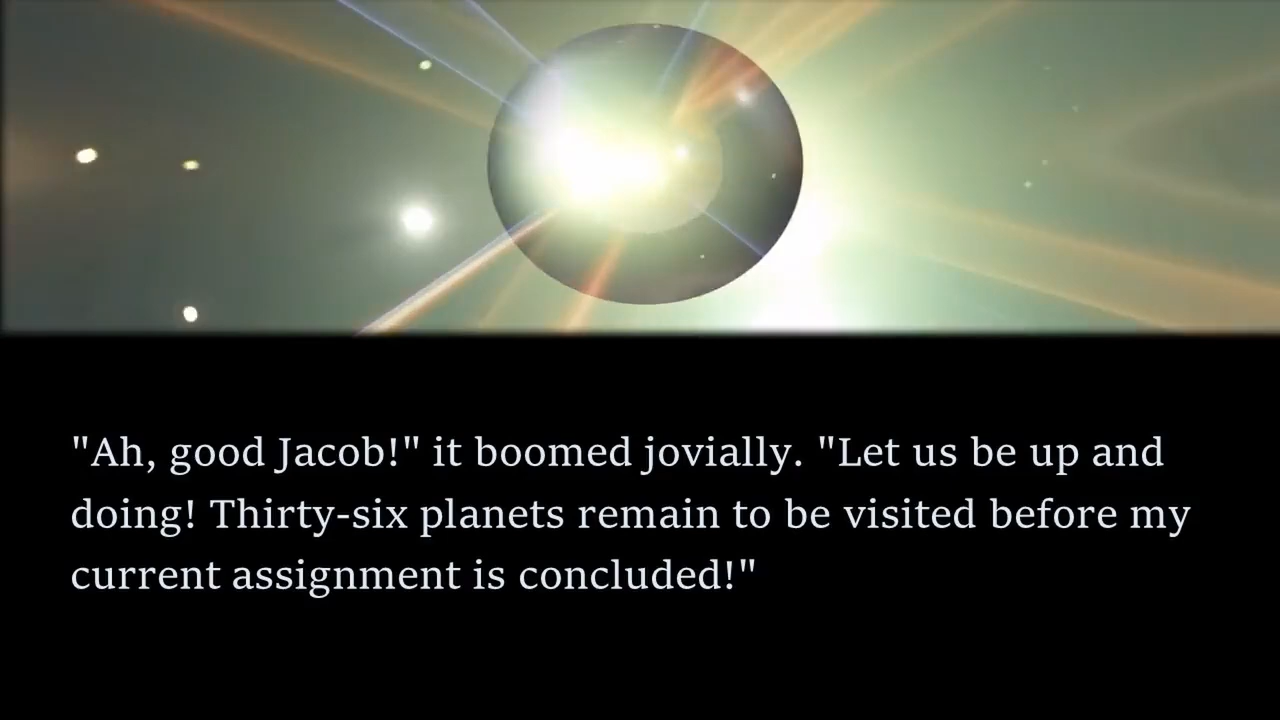 "Ah, good Jacob!" it boomed jovially. "Let us be up and
doing! Thirty-six planets remain to be visited before my
current assignment is concluded!"